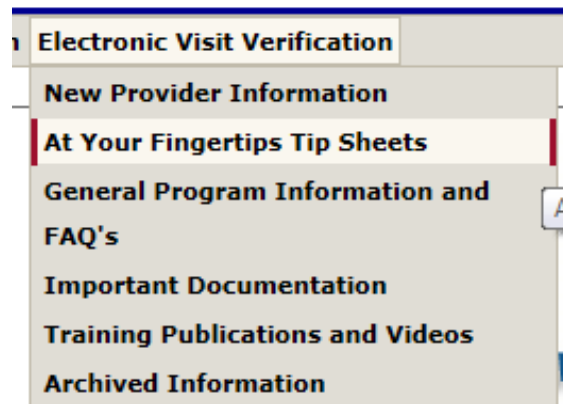 Electronic Visit Verification
New Provider Information
At Your Fingertips Tip Sheets
General Program Information and
FAQ's
Important Documentation
Training Publications and Videos
Archived Information